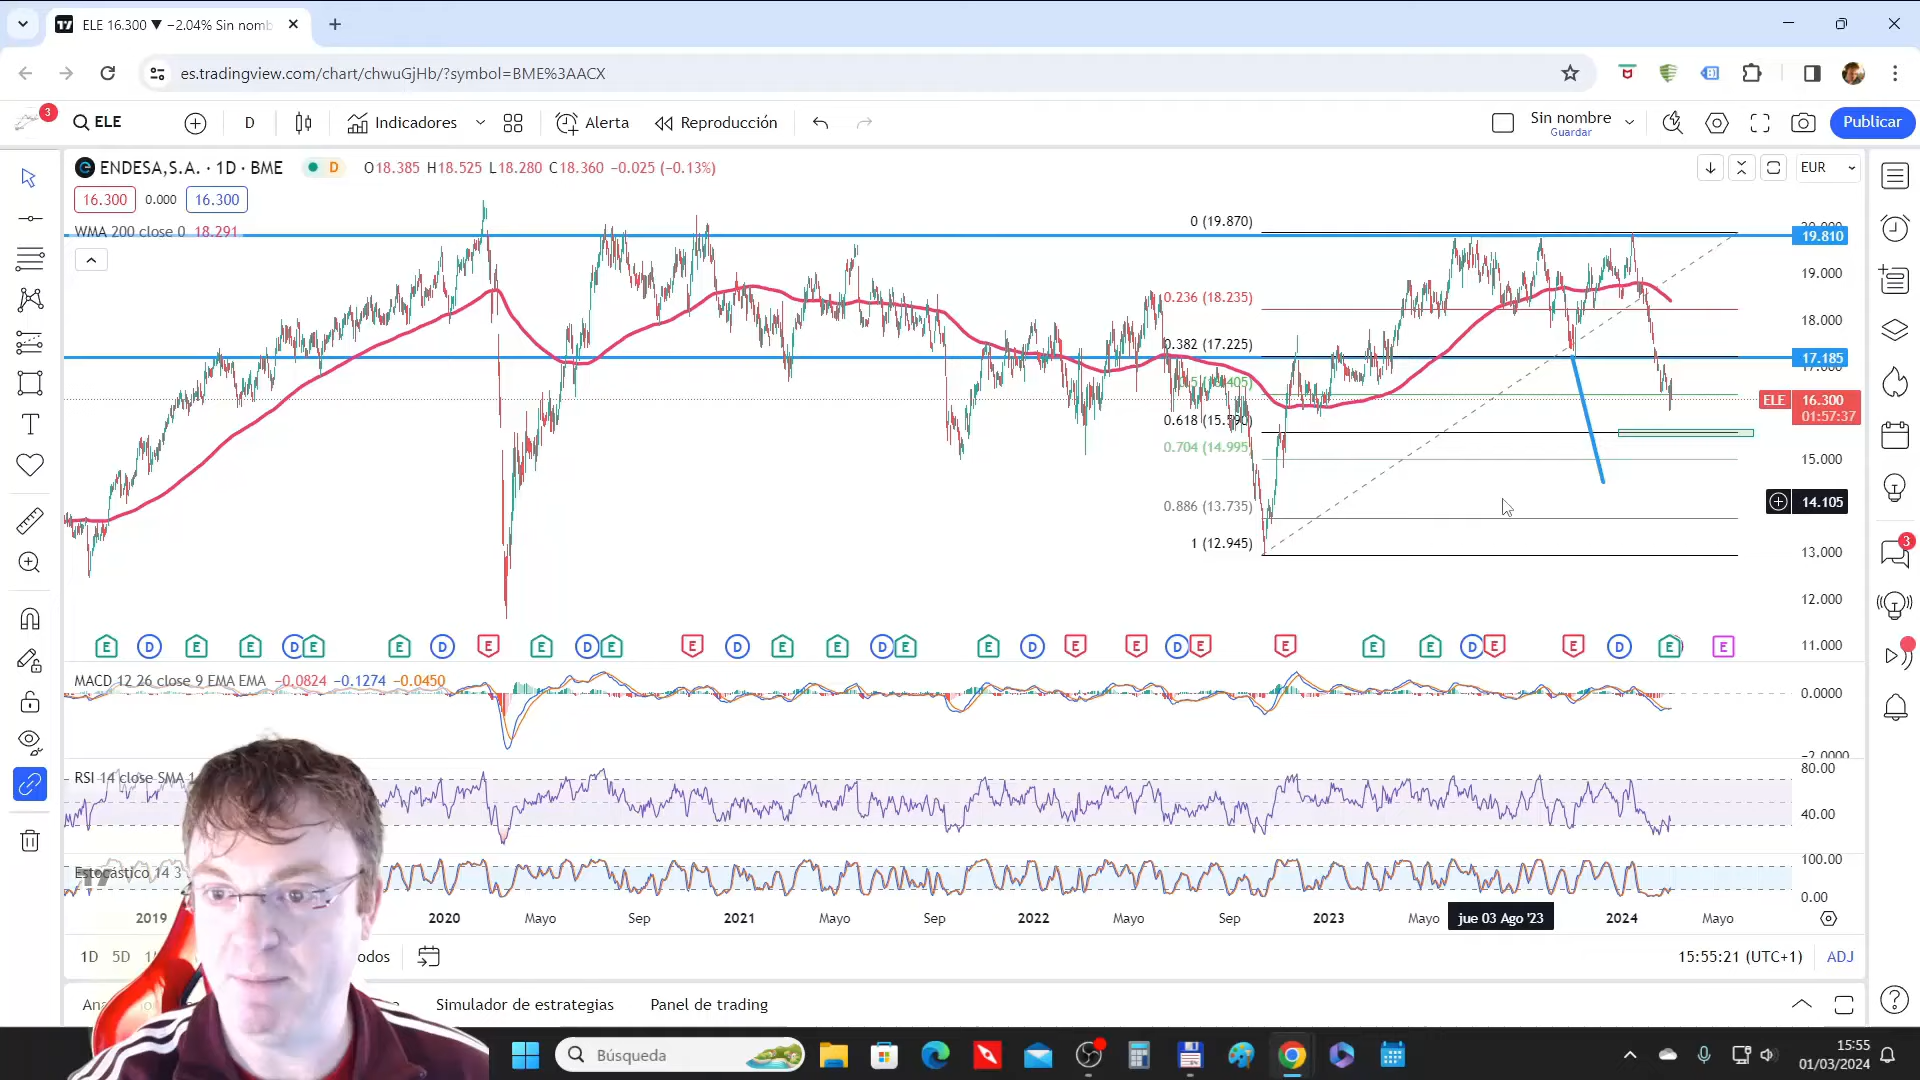 ELE 16.300 ▼ −2.04% Sin nomb
es.tradingview.com/chart/chwuGjHb/?symbol=BME%3AACX
3
ELE
D
Indicadores
Alerta
Reproducción
Sin nombre
Guardar
Publicar
ENDESA,S.A. · 1D · BME
D
O18.385 H18.525 L18.280 C18.360 −0.025 (−0.13%)
EUR
16.300 0.000 16.300
WMA 200 close 0 18.291
0 (19.870)
0.236 (18.235)
0.382 (17.225)
0.618 (15.590)
0.704 (14.995)
0.886 (13.735)
1 (12.945)
19.810
19.000
18.000
17.185
ELE 16.300
01:57:37
15.000
14.105
13.000
12.000
11.000
E D E E D E E D E E D E E D E D E E D E E D E E E D E E D E E D E E
MACD 12 26 close 9 EMA EMA −0.0824 −0.1274 −0.0450
0.0000
−2.0000
RSI 14 close SMA
80.00
40.00
Estocástico 14 3
100.00
0.00
2019 2020 Mayo Sep 2021 Mayo Sep 2022 Mayo Sep 2023 Mayo jue 03 Ago '23 2024 Mayo
1D 5D
15:55:21 (UTC+1) ADJ
Simulador de estrategias
Panel de trading
3
Búsqueda
15:55
01/03/2024